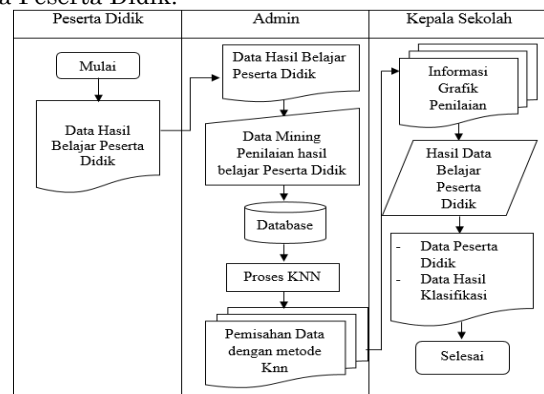 a Peserta Didik.
Peserta Didik
Admin
Kepala Sekolah
Mulai
Data Hasil
Belajar Peserta
Didik
Data Hasil Belajar
Peserta Didik
Data Mining
Penilaian hasil
belajar Peserta Didik
Database
Proses KNN
Pemisahan Data
dengan metode
Knn
Informasi
Grafik
Penilaian
Hasil Data
Belajar
Peserta
Didik
- Data Peserta
Didik
- Data Hasil
Klasifikasi
Selesai